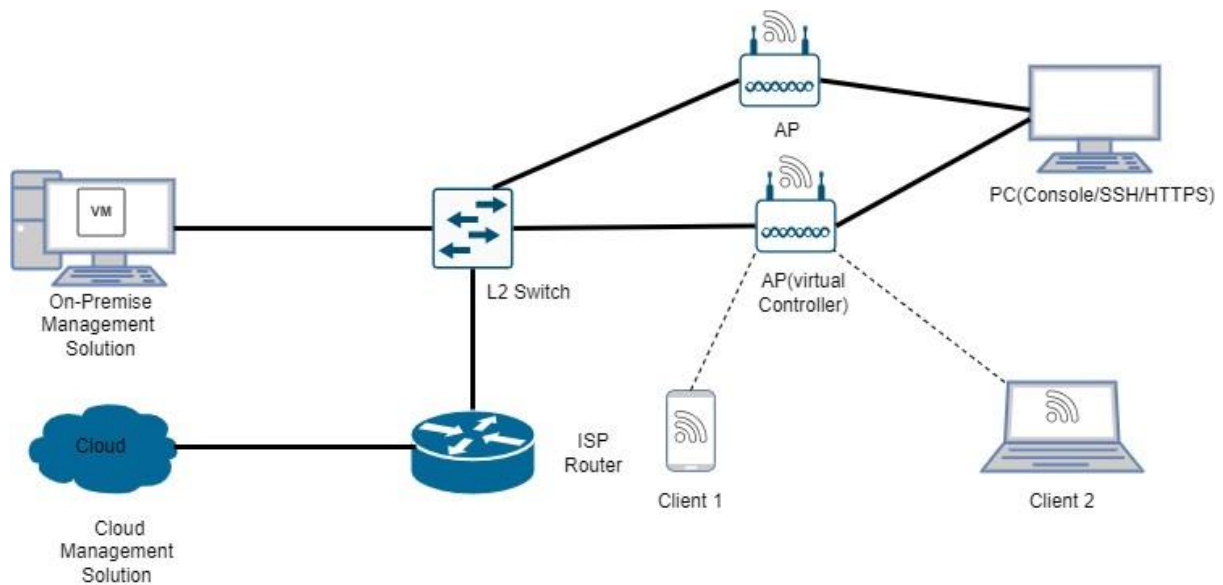 AP
PC(Console/SSH/HTTPS)
VM
On-Premise
Management
Solution
L2 Switch
AP(virtual
Controller)
Cloud
ISP
Router
Client 1
Client 2
Cloud
Management
Solution